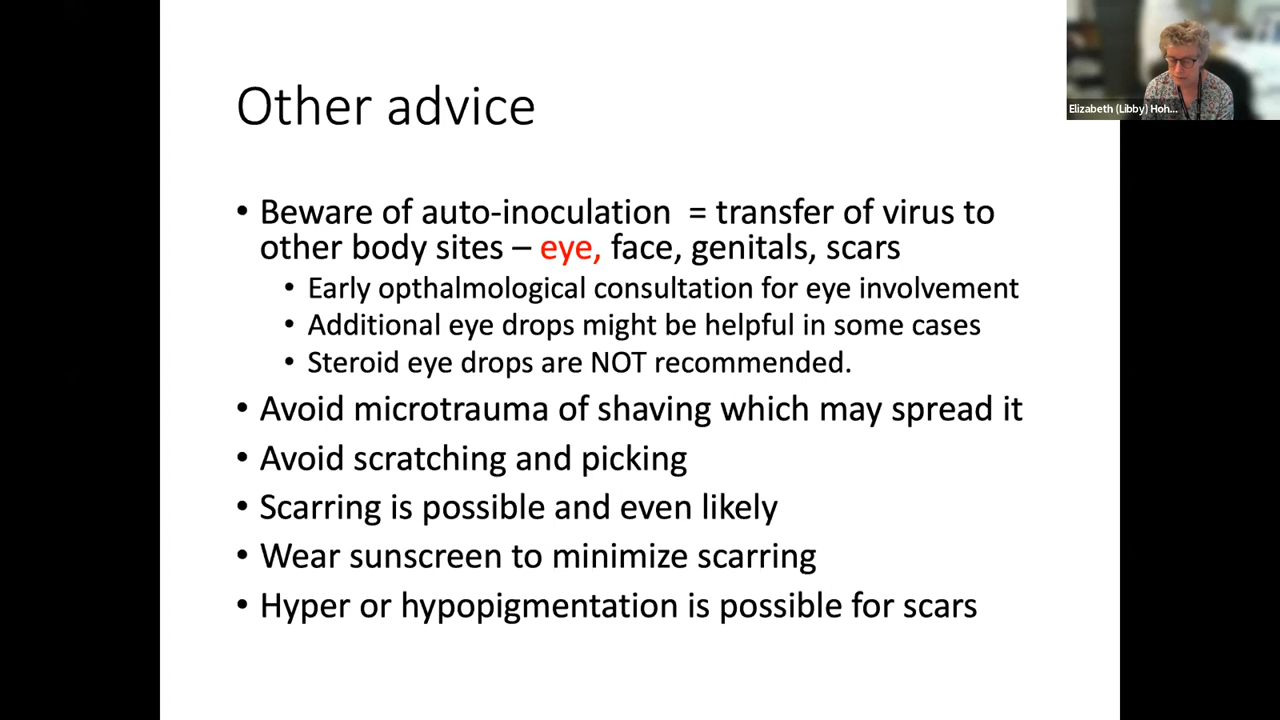 Other advice
Elizabeth (Libby) Hoh...
• Beware of auto-inoculation = transfer of virus to
other body sites – eye, face, genitals, scars
• Early opthalmological consultation for eye involvement
• Additional eye drops might be helpful in some cases
• Steroid eye drops are NOT recommended.
• Avoid microtrauma of shaving which may spread it
• Avoid scratching and picking
• Scarring is possible and even likely
• Wear sunscreen to minimize scarring
• Hyper or hypopigmentation is possible for scars